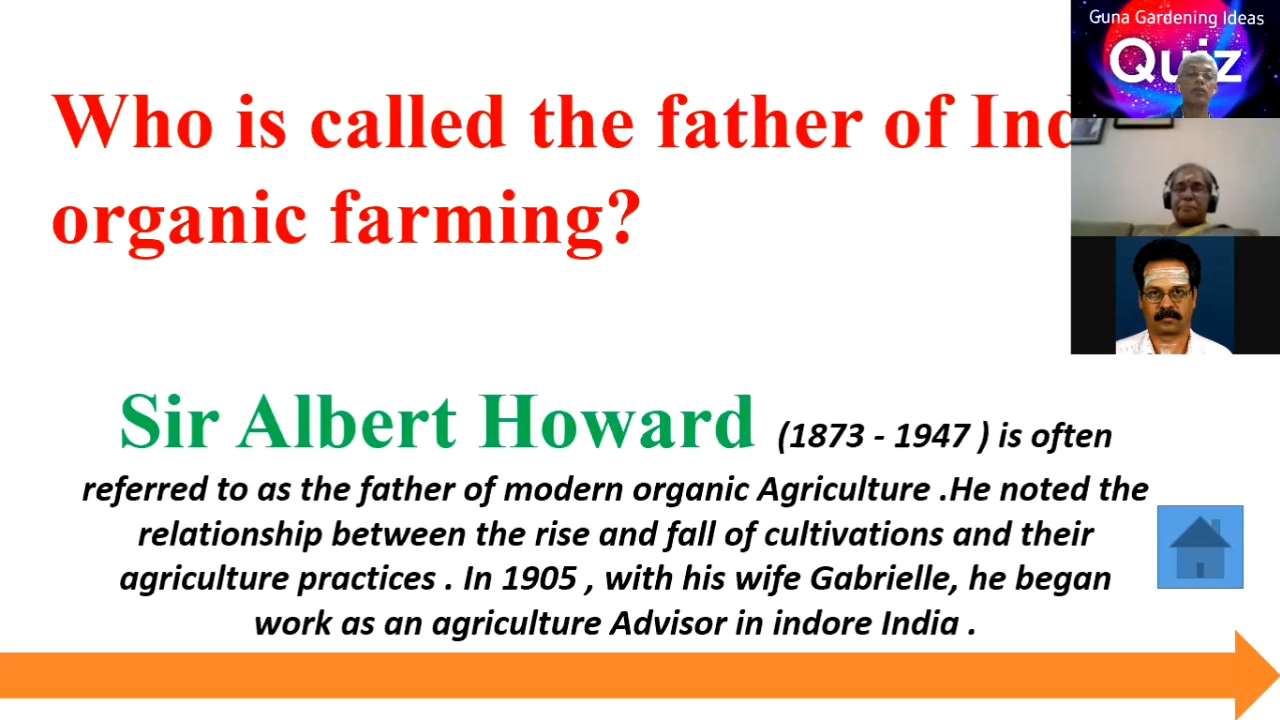 Guna Gardening Ideas
Quiz
Who is called the father of
organic farming?
Sir Albert Howard (1873 - 1947 ) is often
referred to as the father of modern organic Agriculture .He noted the
relationship between the rise and fall of cultivations and their
agriculture practices . In 1905 , with his wife Gabrielle, he began
work as an agriculture Advisor in indore India .